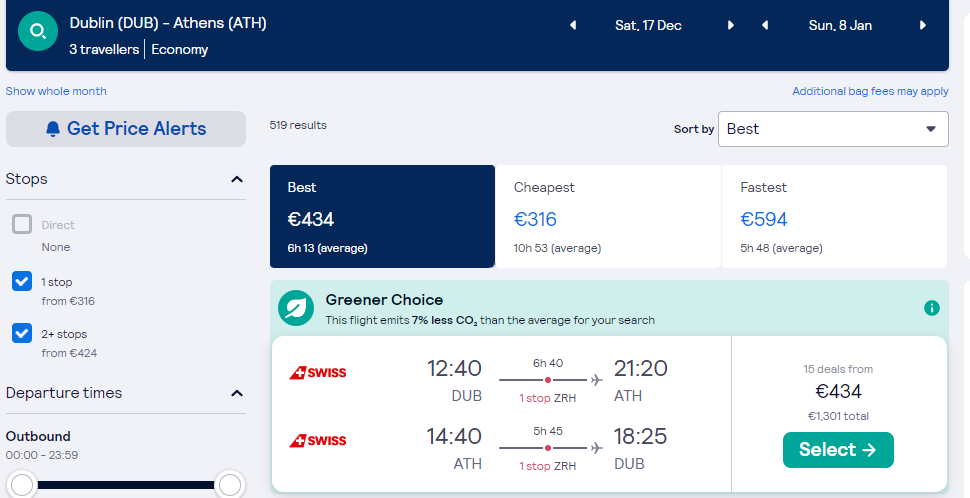 Dublin (DUB) – Athens (ATH)
3 travellers | Economy
Sat, 17 Dec
Sun, 8 Jan
Show whole month
Additional bag fees may apply
Get Price Alerts
519 results
Sort by
Best
Stops
Direct
None
1 stop
from €316
2+ stops
from €424
Departure times
Outbound
00:00 – 23:59
Best
€434
6h 13 (average)
Cheapest
€316
10h 53 (average)
Fastest
€594
5h 48 (average)
Greener Choice
This flight emits 7% less CO₂ than the average for your search
SWISS
12:40
DUB
6h 40
1 stop ZRH
21:20
ATH
SWISS
14:40
ATH
5h 45
1 stop ZRH
18:25
DUB
15 deals from
€434
€1,301 total
Select →